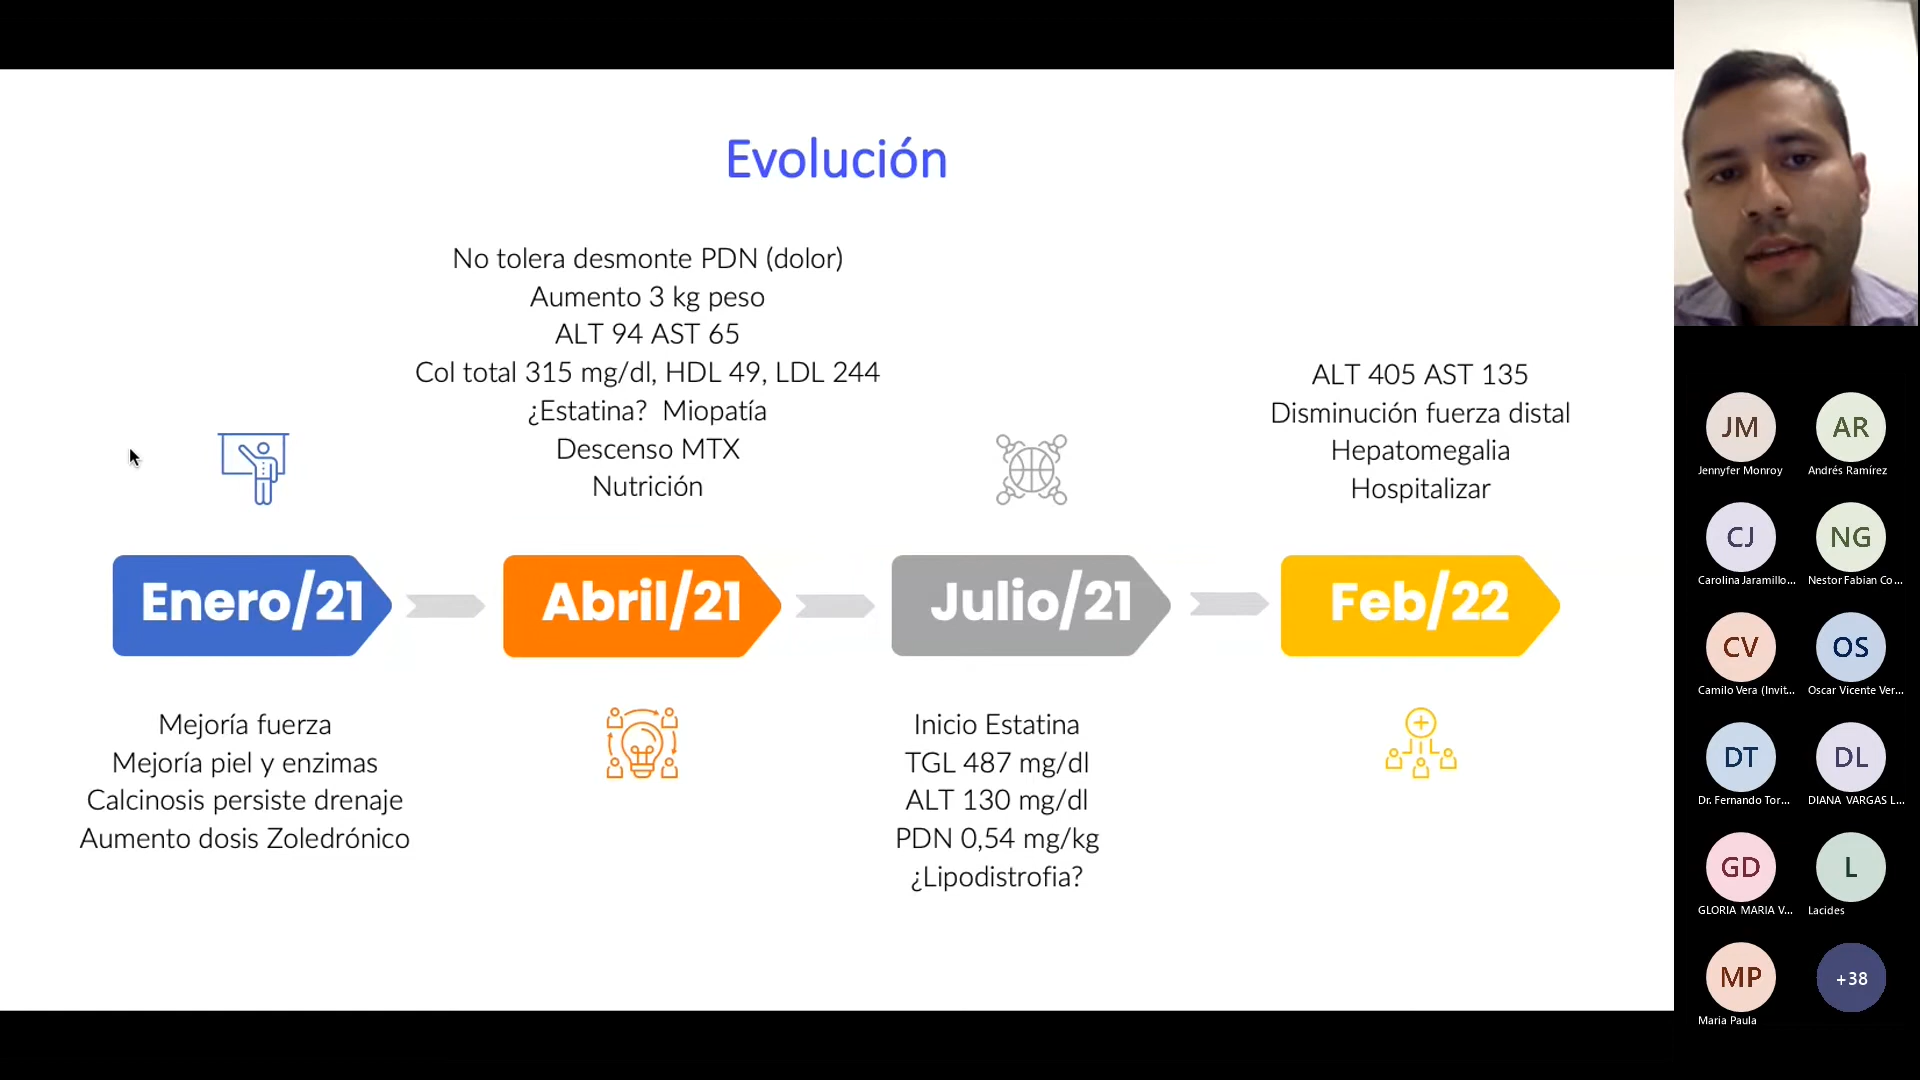 Evolución
No tolera desmonte PDN (dolor)
Aumento 3 kg peso
ALT 94 AST 65
Col total 315 mg/dl, HDL 49, LDL 244
¿Estatina?  Miopatía
Descenso MTX
Nutrición
ALT 405 AST 135
Disminución fuerza distal
Hepatomegalia
Hospitalizar
Enero/21
Abril/21
Julio/21
Feb/22
Mejoría fuerza
Mejoría piel y enzimas
Calcinosis persiste drenaje
Aumento dosis Zoledrónico
Inicio Estatina
TGL 487 mg/dl
ALT 130 mg/dl
PDN 0,54 mg/kg
¿Lipodistrofia?
JM
Jennyfer Monroy
AR
Andrés Ramírez
CJ
Carolina Jaramillo...
NG
Nestor Fabian Co...
CV
Camilo Vera (Invit...
OS
Oscar Vicente Ver...
DT
Dr. Fernando Tor...
DL
DIANA VARGAS L...
GD
GLORIA MARIA V...
L
Lacides
MP
Maria Paula
+38